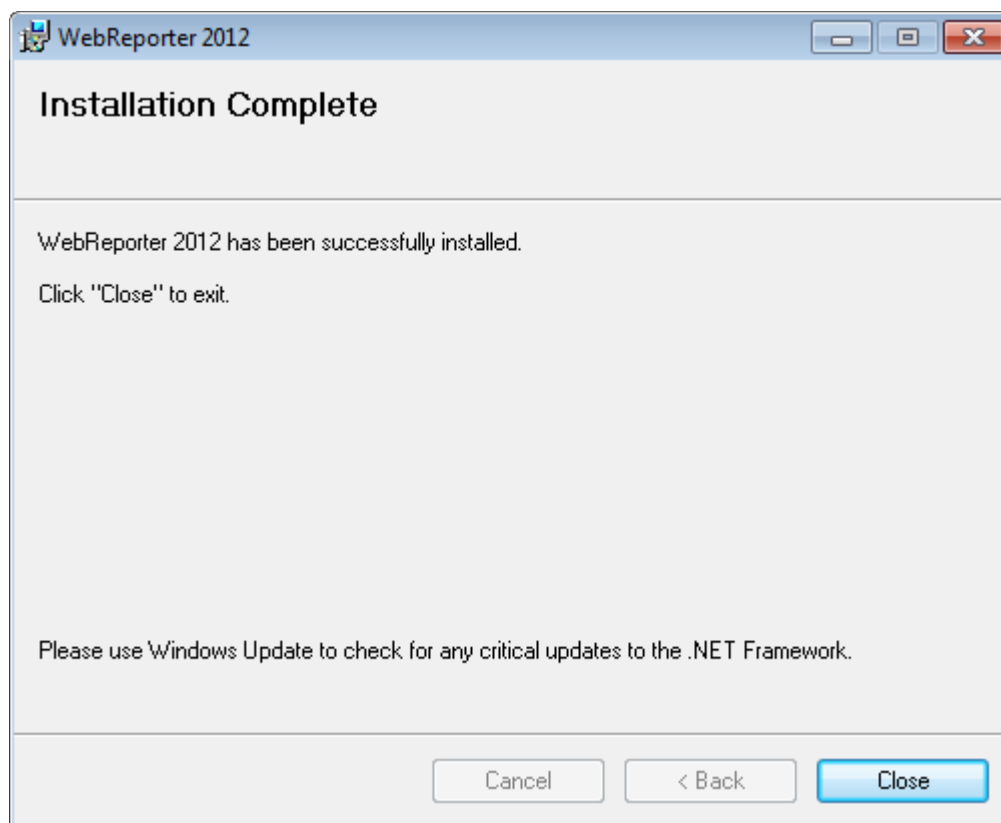 WebReporter 2012
Installation Complete
WebReporter 2012 has been successfully installed.
Click "Close" to exit.
Please use Windows Update to check for any critical updates to the .NET Framework.
Cancel
< Back
Close